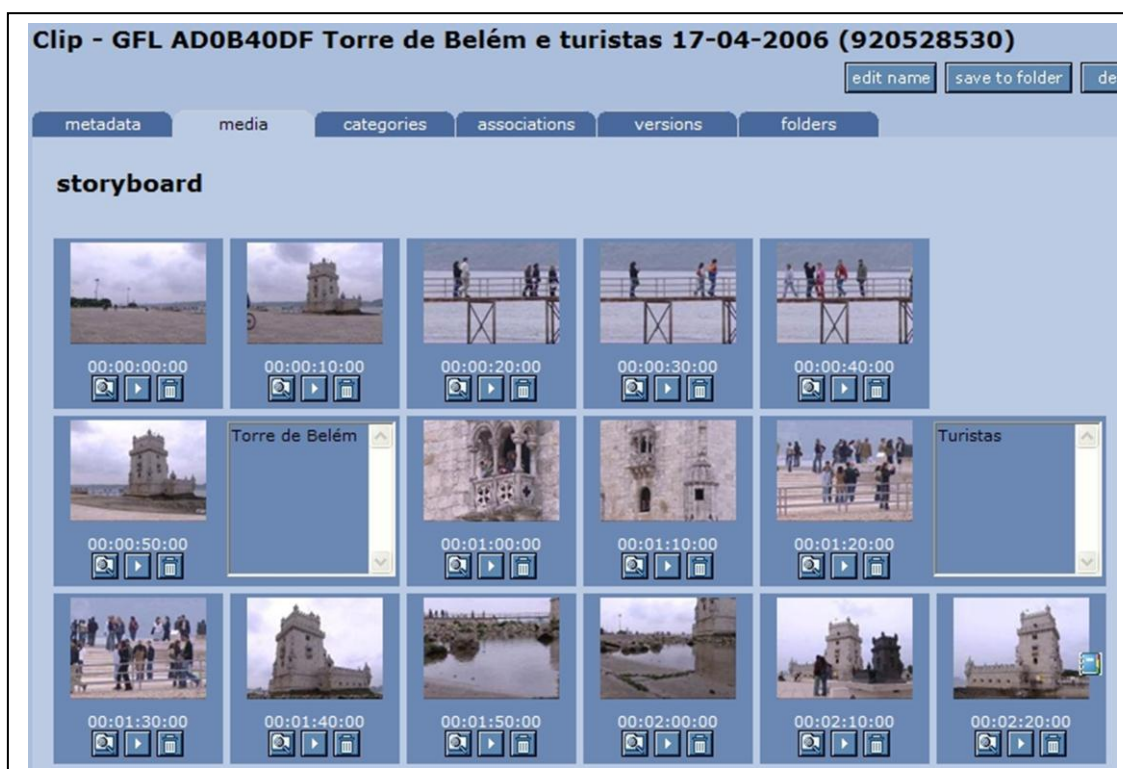 Clip - GFL AD0B40DF Torre de Belém e turistas 17-04-2006 (920528530)
edit name save to folder de
metadata media categories associations versions folders
storyboard
00:00:00:00 00:00:10:00 00:00:20:00 00:00:30:00 00:00:40:00
Torre de Belém Turistas
00:00:50:00 00:01:00:00 00:01:10:00 00:01:20:00
00:01:30:00 00:01:40:00 00:01:50:00 00:02:00:00 00:02:10:00 00:02:20:00